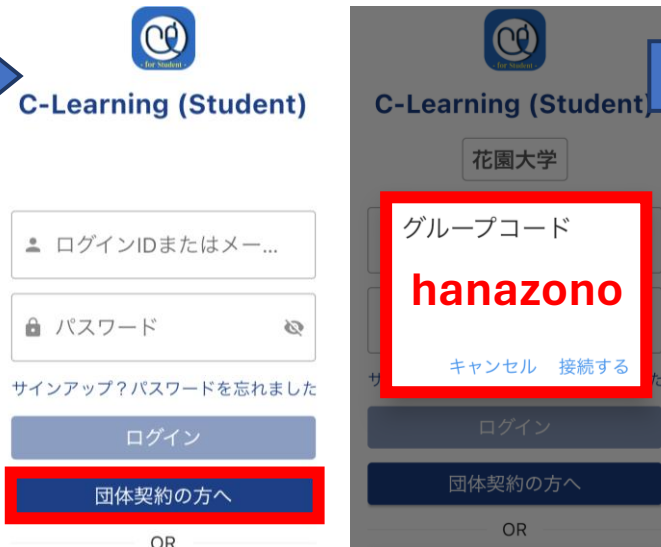 - for Student -
C-Learning (Student)
ログインIDまたはメー...
パスワード
サインアップ？パスワードを忘れました
ログイン
団体契約の方へ
OR
- for Student -
C-Learning (Student)
花園大学
グループコード
hanazono
キャンセル 接続する
ログイン
団体契約の方へ
OR